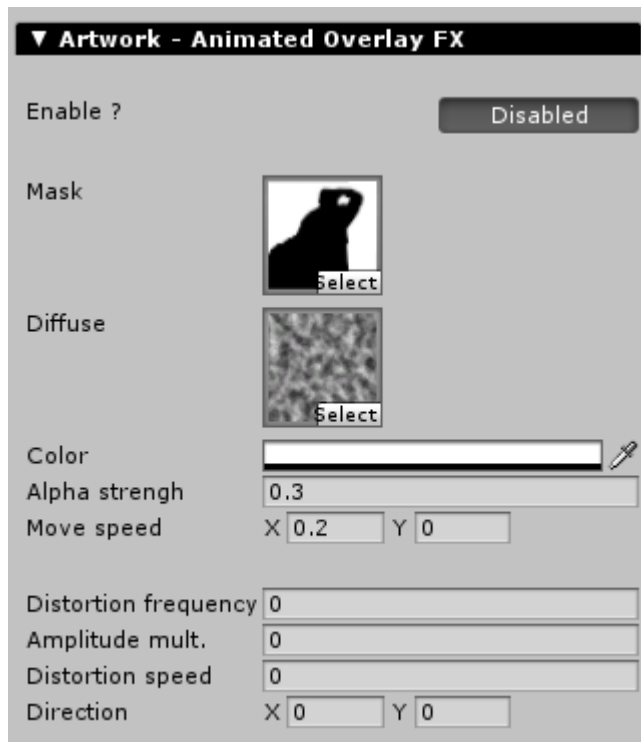 ▼ Artwork - Animated Overlay FX
Enable ? Disabled
Mask
Select
Diffuse
Select
Color
Alpha strengh 0.3
Move speed X 0.2 Y 0
Distortion frequency 0
Amplitude mult. 0
Distortion speed 0
Direction X 0 Y 0